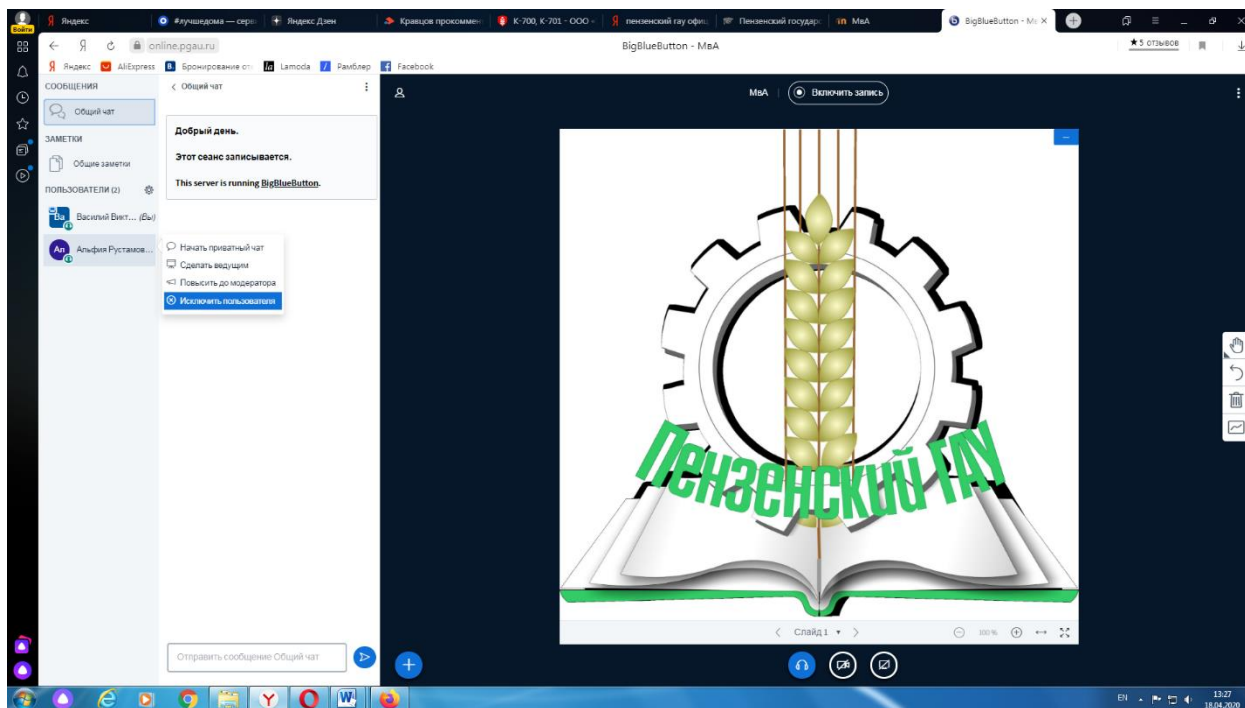 Войти
Яндекс
#лучшедома — серв
Яндекс Дзен
Кравцов прокоммен
К-700, К-701 - ООО «
пензенский гау офиц
Пензенский государс
МвА
BigBlueButton - Мв
online.pgau.ru
BigBlueButton - МвА
★5 отзывов
Яндекс
AliExpress
Бронирование от
Lamoda
Рамблер
Facebook
СООБЩЕНИЯ
Общий чат
ЗАМЕТКИ
Общие заметки
ПОЛЬЗОВАТЕЛИ (2)
Ва
Василий Викт... (Вы)
Ал
Альфия Рустамов...
Общий чат
Добрый день.
Этот сеанс записывается.
This server is running BigBlueButton.
Начать приватный чат
Сделать ведущим
Повысить до модератора
Исключить пользователя
Отправить сообщение Общий чат
МвА
Включить запись
Пензенский ГАУ
Слайд 1
100%
EN
13:27
18.04.2020